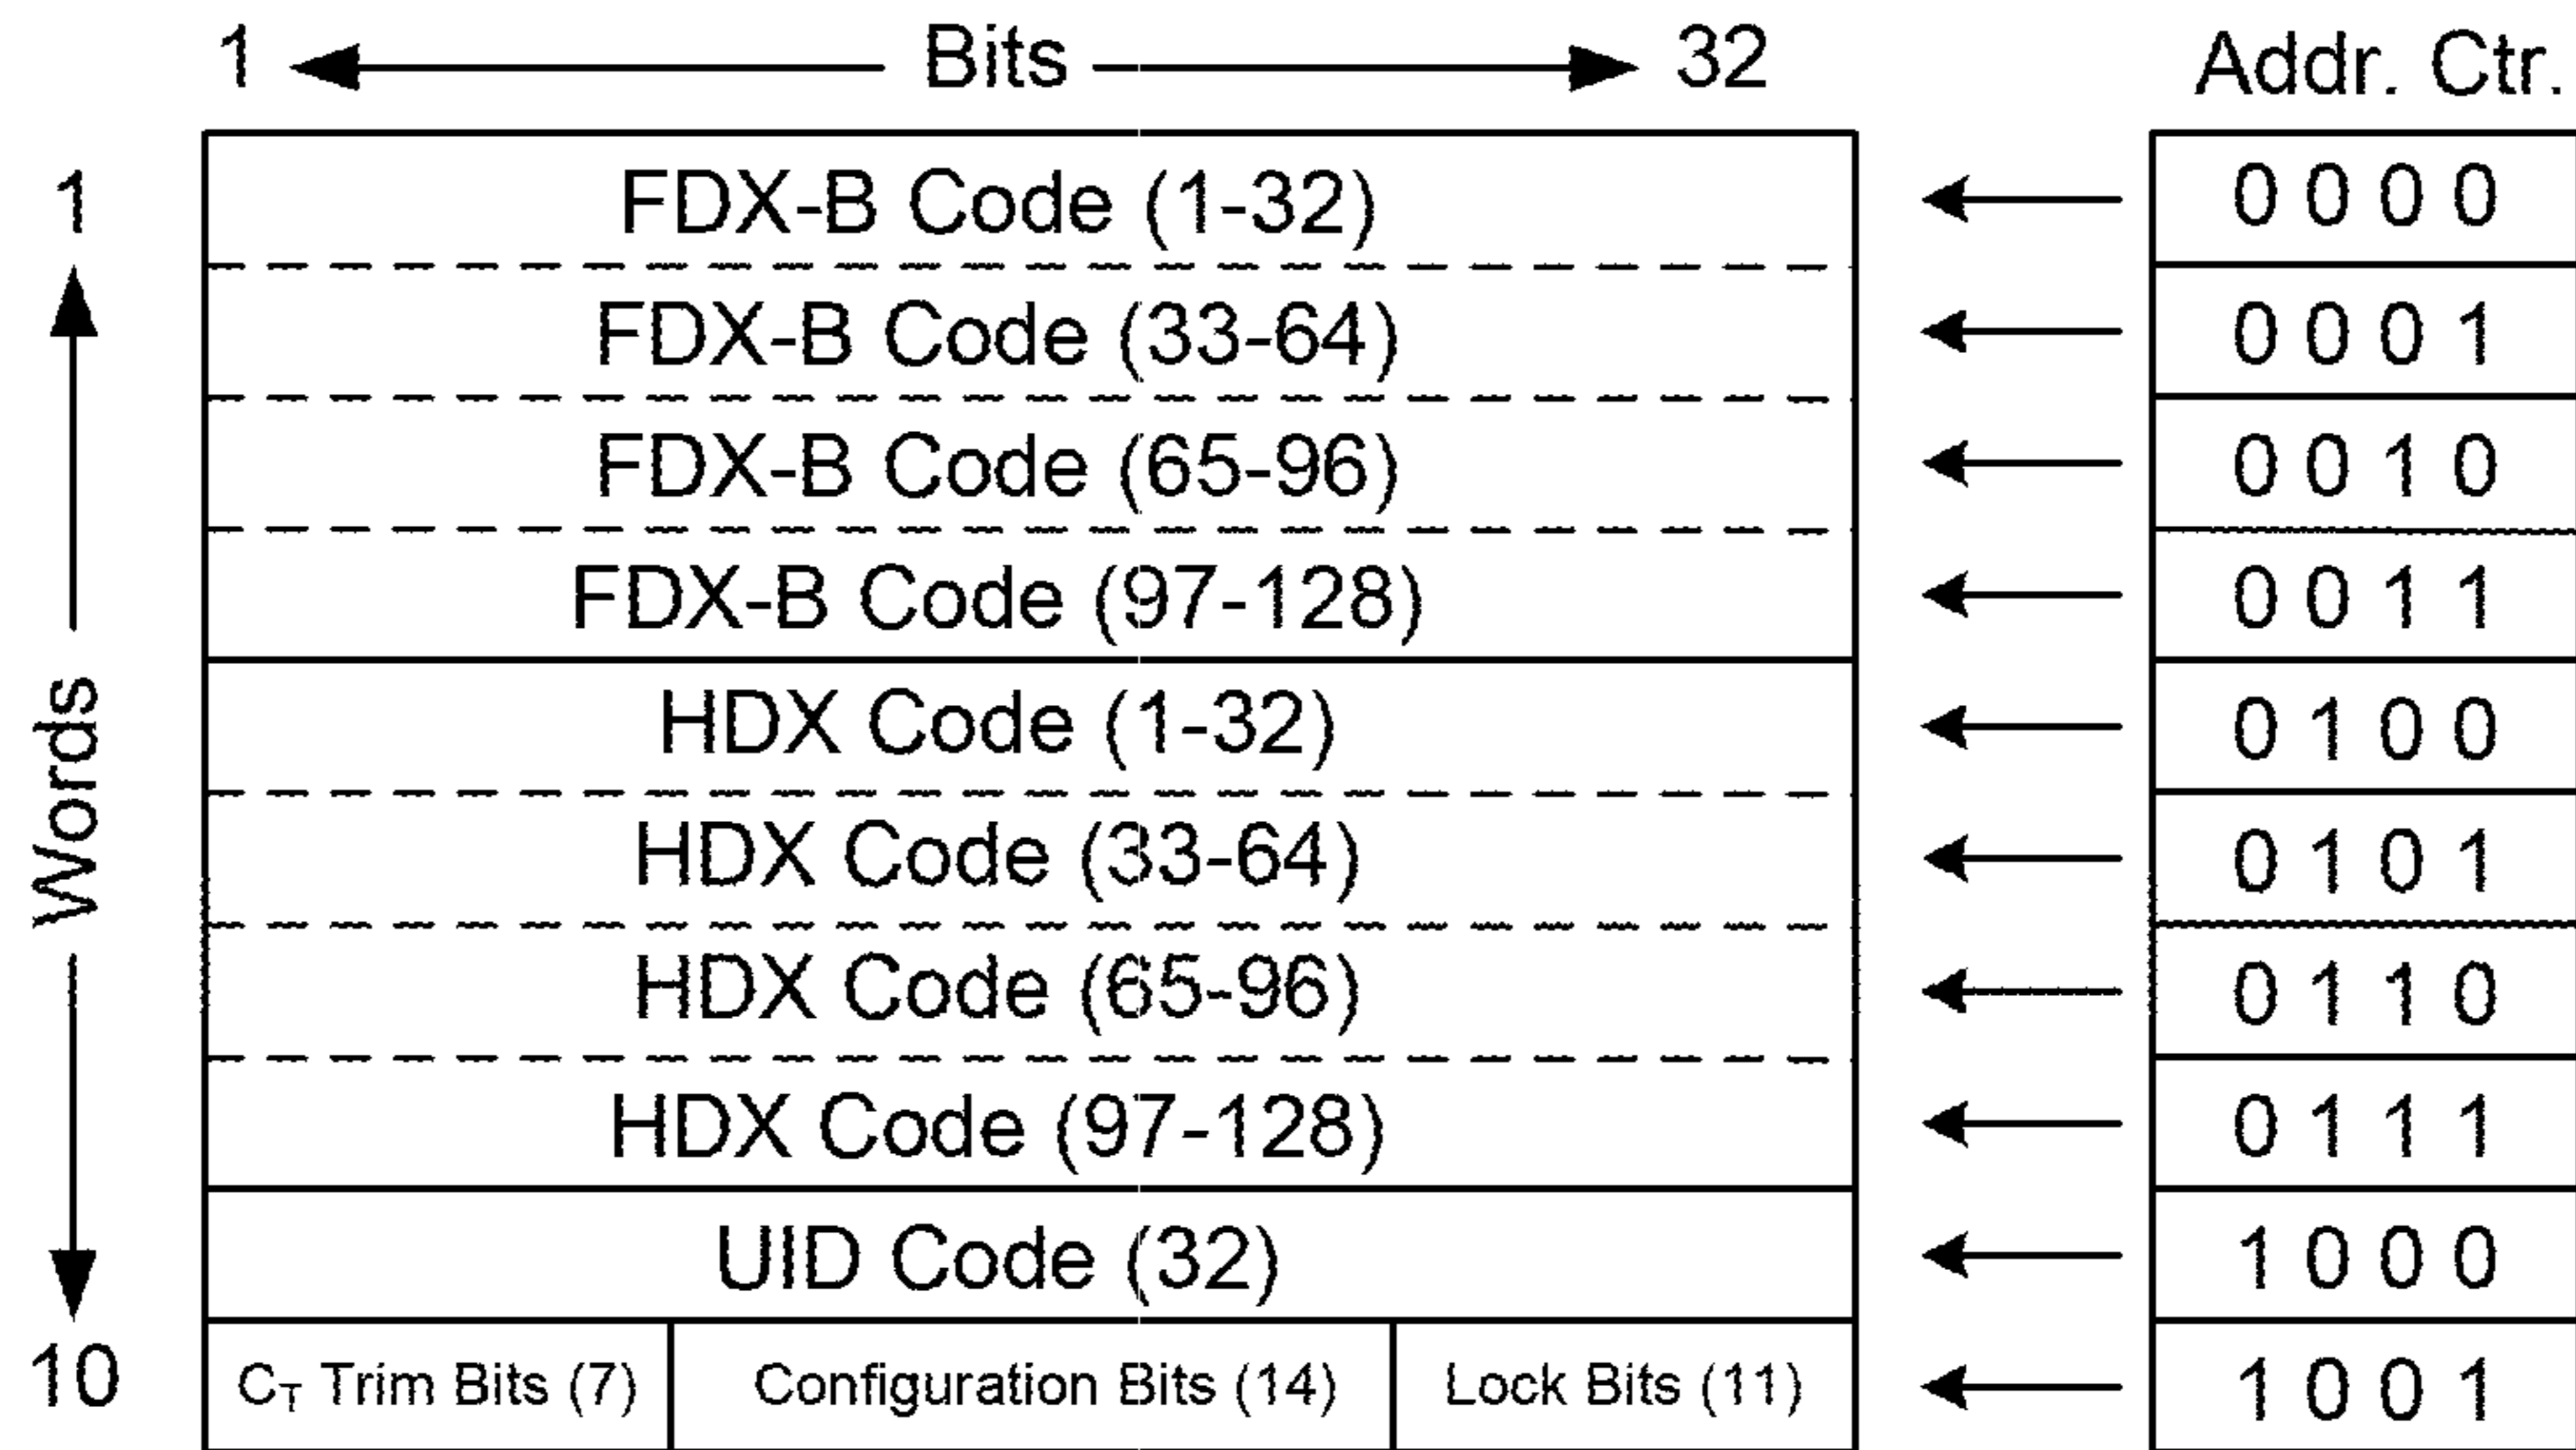 1 Bits 32 Addr. Ctr.
1 FDX-B Code (1-32) 0 0 0 0
FDX-B Code (33-64) 0 0 0 1
FDX-B Code (65-96) 0 0 1 0
FDX-B Code (97-128) 0 0 1 1
HDX Code (1-32) 0 1 0 0
Words
HDX Code (33-64) 0 1 0 1
HDX Code (65-96) 0 1 1 0
HDX Code (97-128) 0 1 1 1
UID Code (32) 1 0 0 0
10 C_T Trim Bits (7) Configuration Bits (14) Lock Bits (11) 1 0 0 1